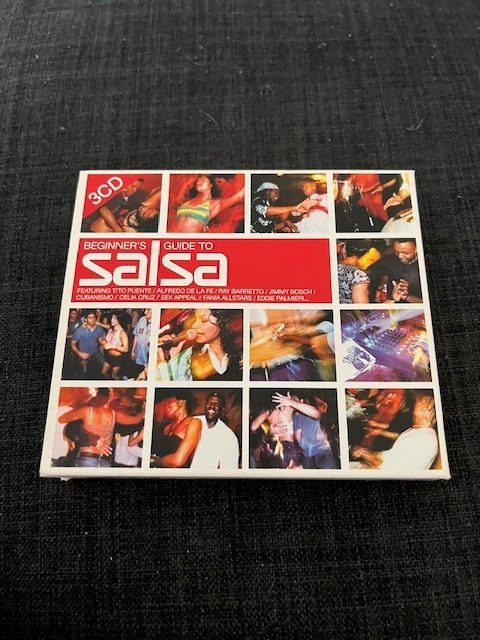 3CD
BEGINNER'S GUIDE TO
salsa
FEATURING TITO PUENTE / ALFREDO DE LA FE / RAY BARRETTO / JIMMY BOSCH /
CUBANISMO / CELIA CRUZ / SEX APPEAL / FANIA ALLSTARS / EDDIE PALMIERI...